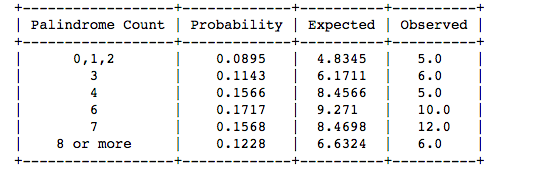 +------------------+-------------+----------+----------+
| Palindrome Count | Probability | Expected | Observed |
+------------------+-------------+----------+----------+
| 0,1,2 | 0.0895 | 4.8345 | 5.0 |
| 3 | 0.1143 | 6.1711 | 6.0 |
| 4 | 0.1566 | 8.4566 | 5.0 |
| 6 | 0.1717 | 9.271 | 10.0 |
| 7 | 0.1568 | 8.4698 | 12.0 |
| 8 or more | 0.1228 | 6.6324 | 6.0 |
+------------------+-------------+----------+----------+